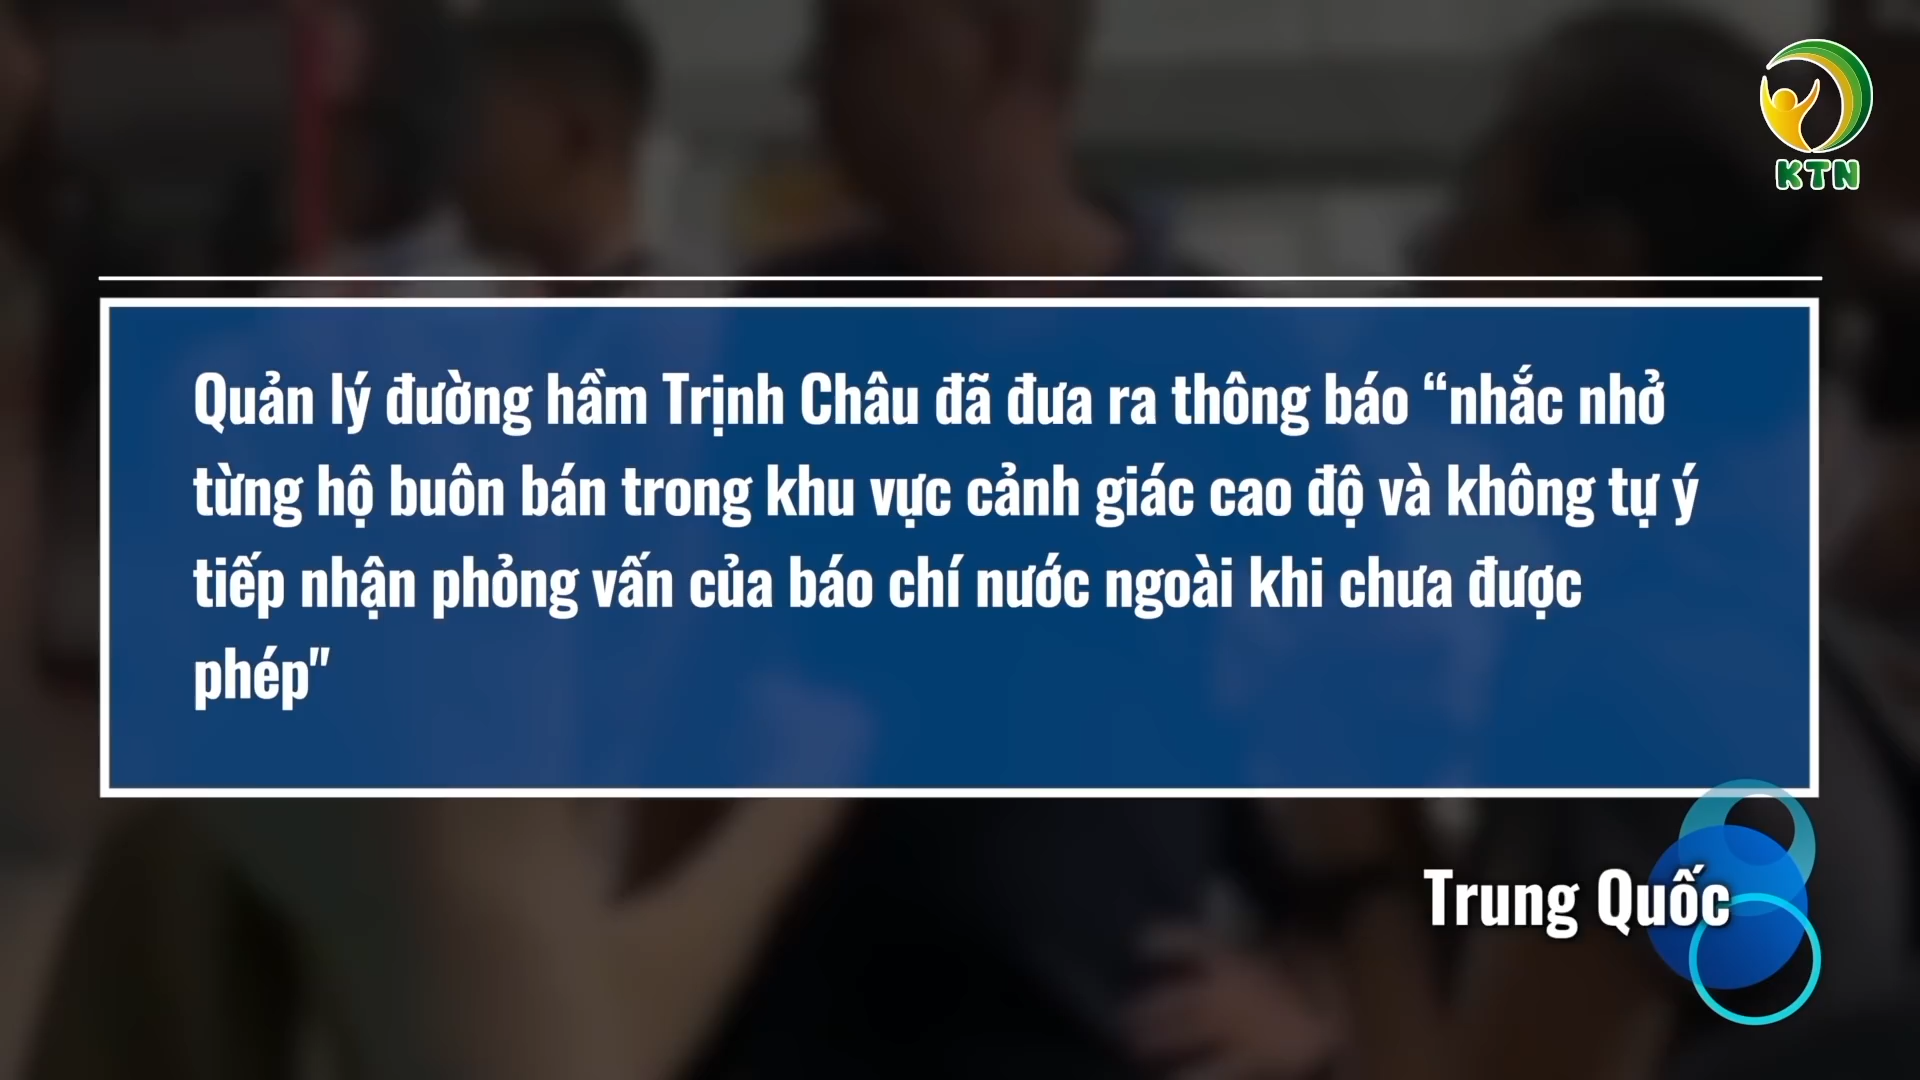 KTN
Quản lý đường hầm Trịnh Châu đã đưa ra thông báo “nhắc nhở
từng hộ buôn bán trong khu vực cảnh giác cao độ và không tự ý
tiếp nhận phỏng vấn của báo chí nước ngoài khi chưa được
phép"
Trung Quốc